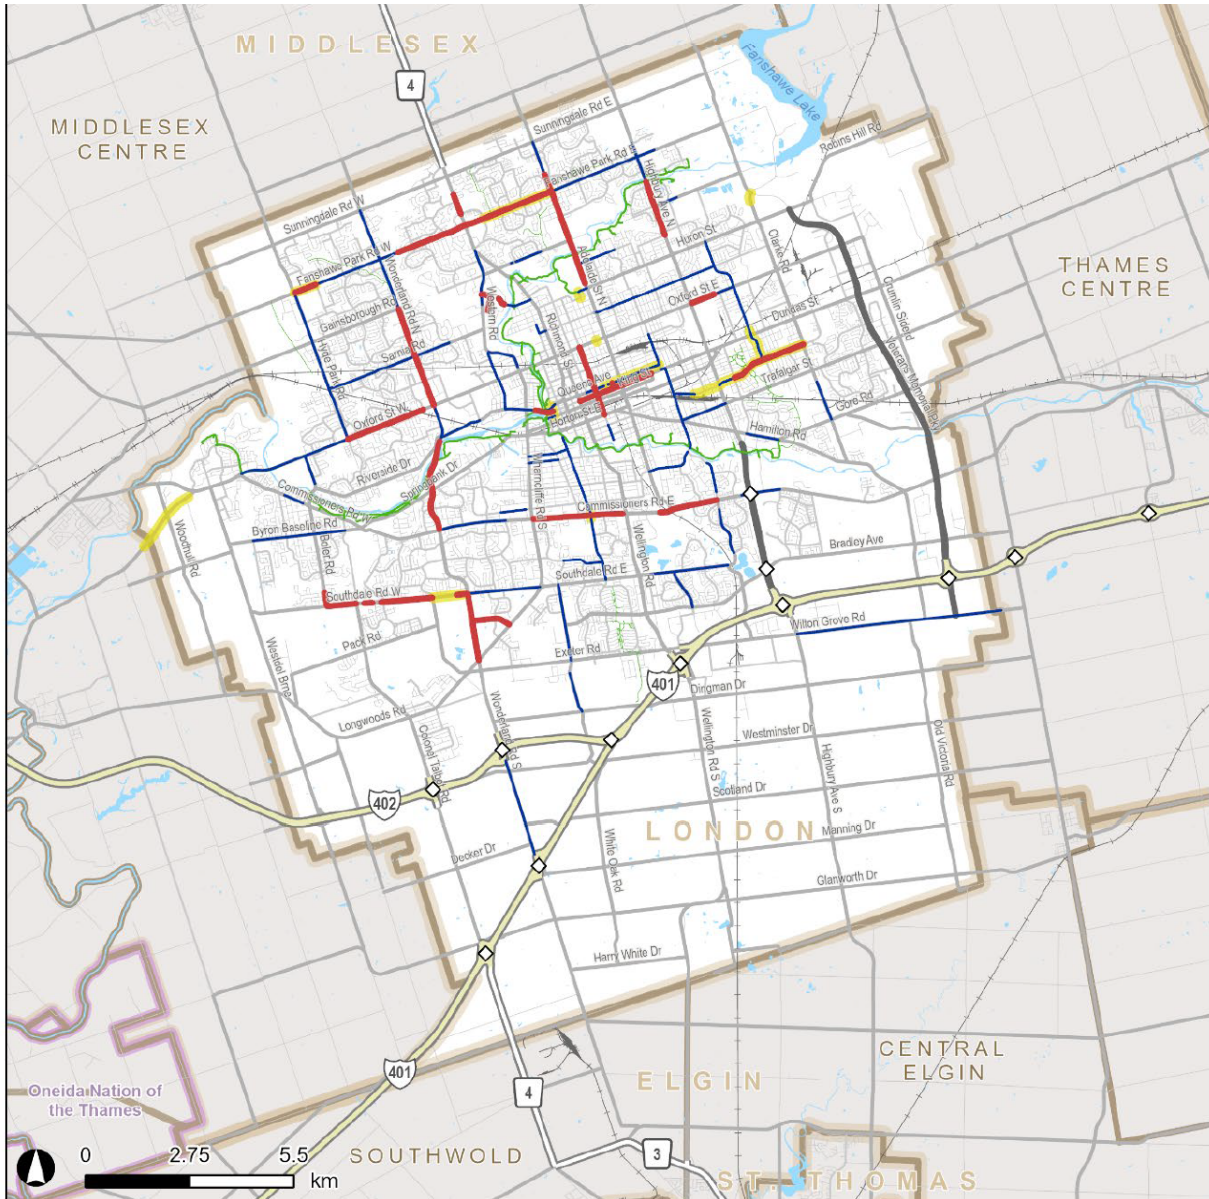 MIDDLESEX
4
Fanshawe Lake
MIDDLESEX
CENTRE
Sunningdale Rd E
Robins Hill Rd
Fanshawe Park Rd E
Highbury Ave N
Sunningdale Rd W
Huron St
Clarke Rd
Fanshawe Park Rd W
Wonderland Rd N
Adelaide St N
THAMES
CENTRE
Western Rd
Oxford St E
Crumlin Sideroad
Gainsborough Rd
Richmond St
Dundas St
Hyde Park Rd
Sarnia Rd
Veterans Memorial Pky
Queens Ave
King St
Trafalgar St
Oxford St W
Horton St E
Gore Rd
Hamilton Rd
Riverside Dr
Springbank Dr
Wharncliffe Rd S
Commissioners Rd W
Commissioners Rd E
Woodhull Rd
Byron Baseline Rd
Boler Rd
Wellington Rd
Bradley Ave
Southdale Rd E
Southdale Rd W
Wilton Grove Rd
Pack Rd
Exeter Rd
Westdel Brne
401
Dingman Dr
Longwoods Rd
Wonderland Rd S
Wellington Rd S
Westminster Dr
Old Victoria Rd
Colonel Talbot Rd
Highbury Ave S
Scotland Dr
402
LONDON
Manning Dr
Decker Dr
White Oak Rd
Glanworth Dr
Harry White Dr
CENTRAL
ELGIN
401
ELGIN
Oneida Nation of
the Thames
4
0 2.75 5.5
km
SOUTHWOLD
3
ST. THOMAS